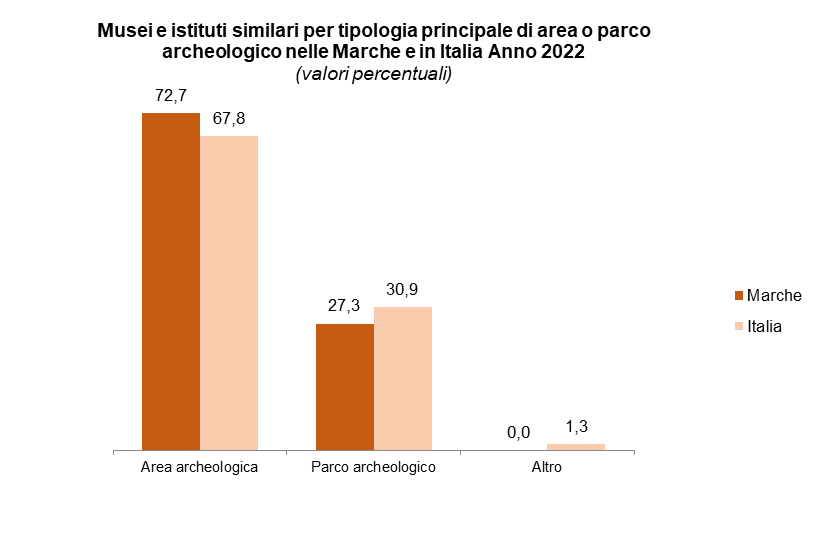 Musei e istituti similari per tipologia principale di area o parco
archeologico nelle Marche e in Italia Anno 2022
(valori percentuali)
72,7
67,8
27,3
30,9
0,0
1,3
Marche
Italia
Area archeologica
Parco archeologico
Altro